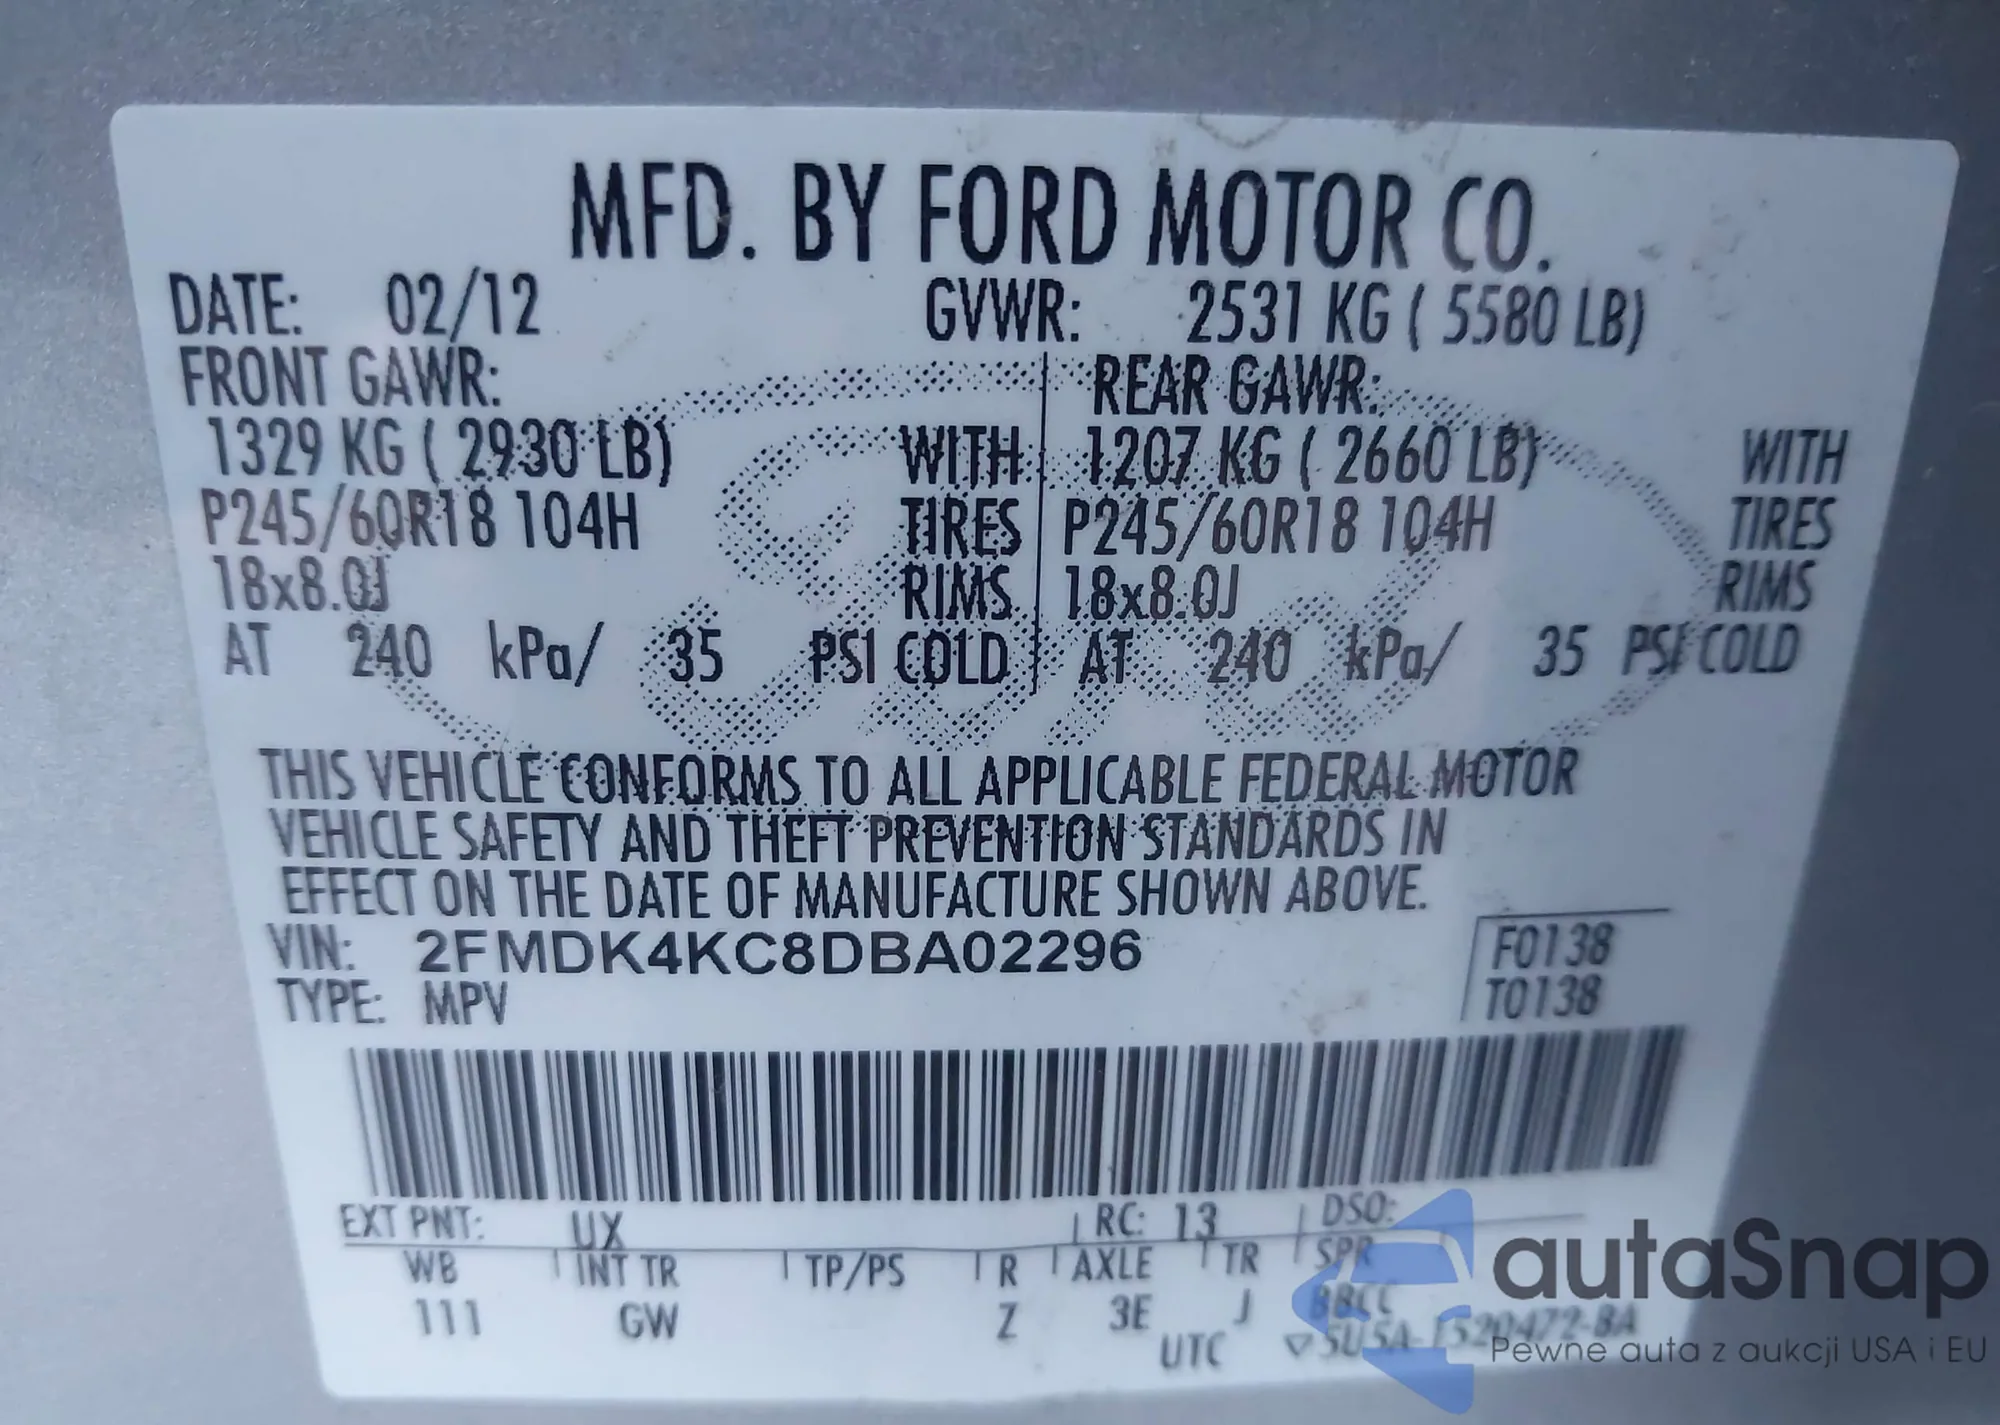 MFD. BY FORD MOTOR CO.
DATE: 02/12 GVWR: 2531 KG ( 5580 LB)
FRONT GAWR: REAR GAWR:
1329 KG ( 2930 LB) WITH 1207 KG ( 2660 LB) WITH
P245/60R18 104H TIRES P245/60R18 104H TIRES
18x8.0J RIMS 18x8.0J RIMS
AT 240 kPa/ 35 PSI COLD AT 240 kPa/ 35 PSI COLD
THIS VEHICLE CONFORMS TO ALL APPLICABLE FEDERAL MOTOR
VEHICLE SAFETY AND THEFT PREVENTION STANDARDS IN
EFFECT ON THE DATE OF MANUFACTURE SHOWN ABOVE.
VIN: 2FMDK4KC8DBA02296 F0138
TYPE: MPV T0138
EXT PNT: UX RC: 13 DSO:
WB INT TR TP/PS R AXLE TR SPR
111 GW Z 3E J BBCC
UTC
autaSnap
Pewne auta z aukcji USA i EU